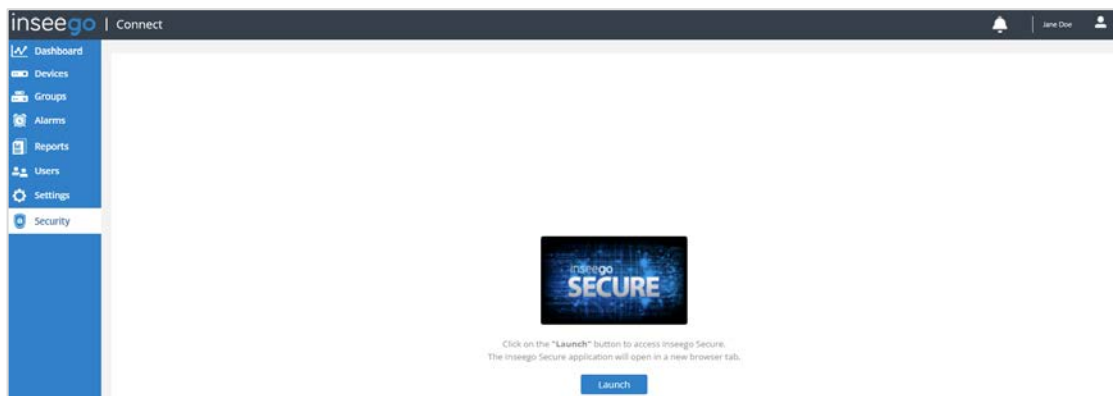 inseego | Connect
Jane Doe
Dashboard
Devices
Groups
Alarms
Reports
Users
Settings
Security
inseego
SECURE
Click on the "Launch" button to access Inseego Secure.
The Inseego Secure application will open in a new browser tab.
Launch